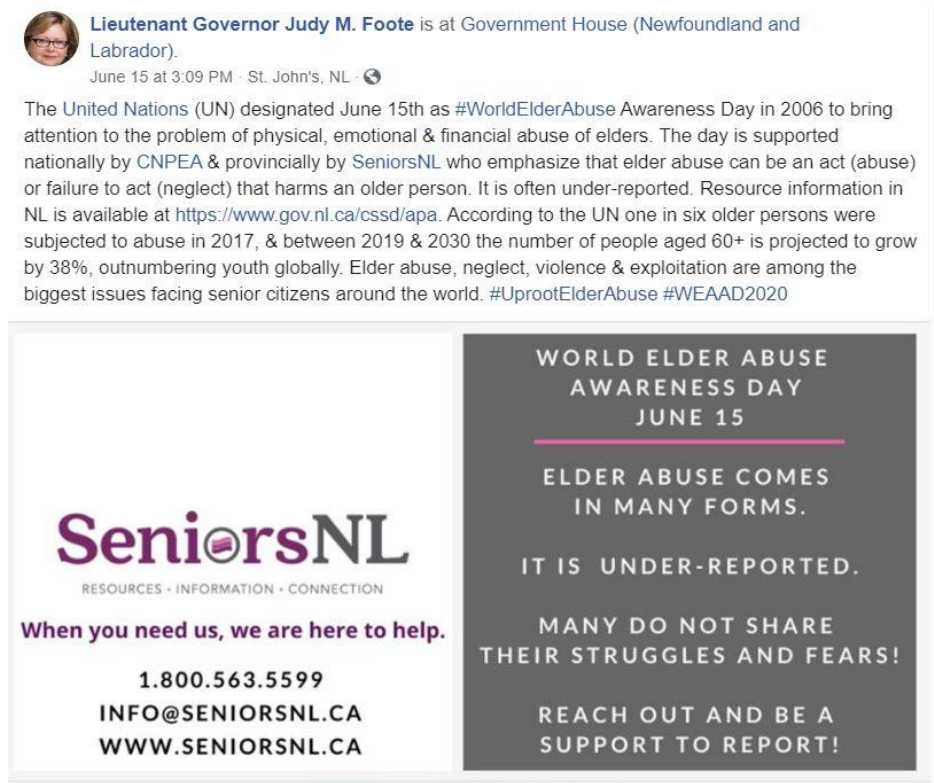 Lieutenant Governor Judy M. Foote is at Government House (Newfoundland and
Labrador).
June 15 at 3:09 PM · St. John's, NL ·
The United Nations (UN) designated June 15th as #WorldElderAbuse Awareness Day in 2006 to bring
attention to the problem of physical, emotional & financial abuse of elders. The day is supported
nationally by CNPEA & provincially by SeniorsNL who emphasize that elder abuse can be an act (abuse)
or failure to act (neglect) that harms an older person. It is often under-reported. Resource information in
NL is available at https://www.gov.nl.ca/cssd/apa. According to the UN one in six older persons were
subjected to abuse in 2017, & between 2019 & 2030 the number of people aged 60+ is projected to grow
by 38%, outnumbering youth globally. Elder abuse, neglect, violence & exploitation are among the
biggest issues facing senior citizens around the world. #UprootElderAbuse #WEAAD2020
SeniorsNL
RESOURCES • INFORMATION • CONNECTION
When you need us, we are here to help.
1.800.563.5599
INFO@SENIORSNL.CA
WWW.SENIORSNL.CA
WORLD ELDER ABUSE
AWARENESS DAY
JUNE 15
ELDER ABUSE COMES
IN MANY FORMS.
IT IS UNDER-REPORTED.
MANY DO NOT SHARE
THEIR STRUGGLES AND FEARS!
REACH OUT AND BE A
SUPPORT TO REPORT!